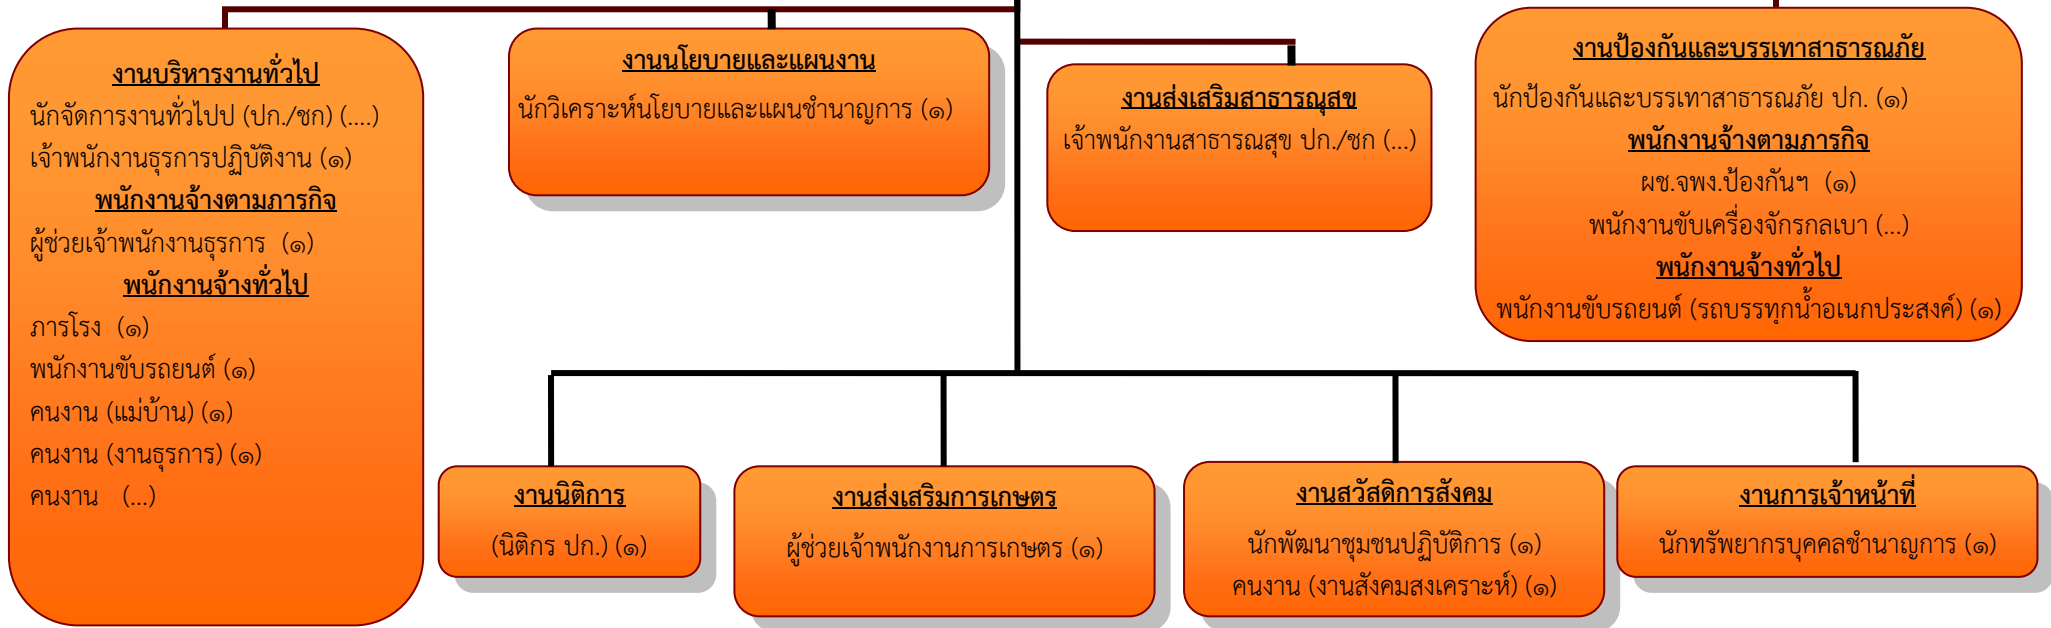 งานบริหารงานทั่วไป
นักจัดการงานทั่วไปป (ปก./ชก) (....)
เจ้าพนักงานธุรการปฏิบัติงาน (๑)
พนักงานจ้างตามภารกิจ
ผู้ช่วยเจ้าพนักงานธุรการ (๑)
พนักงานจ้างทั่วไป
ภารโรง (๑)
พนักงานขับรถยนต์ (๑)
คนงาน (แม่บ้าน) (๑)
คนงาน (งานธุรการ) (๑)
คนงาน (...)
งานนโยบายและแผนงาน
นักวิเคราะห์นโยบายและแผนชำนาญการ (๑)
งานส่งเสริมสาธารณุสข
เจ้าพนักงานสาธารณสุข ปก./ชก (...)
งานป้องกันและบรรเทาสาธารณภัย
นักป้องกันและบรรเทาสาธารณภัย ปก. (๑)
พนักงานจ้างตามภารกิจ
ผช.จพง.ป้องกันฯ (๑)
พนักงานขับเครื่องจักรกลเบา (...)
พนักงานจ้างทั่วไป
พนักงานขับรถยนต์ (รถบรรทุกน้ำอเนกประสงค์) (๑)
งานนิติการ
(นิติกร ปก.) (๑)
งานส่งเสริมการเกษตร
ผู้ช่วยเจ้าพนักงานการเกษตร (๑)
งานสวัสดิการสังคม
นักพัฒนาชุมชนปฏิบัติการ (๑)
คนงาน (งานสังคมสงเคราะห์) (๑)
งานการเจ้าหน้าที่
นักทรัพยากรบุคคลชำนาญการ (๑)